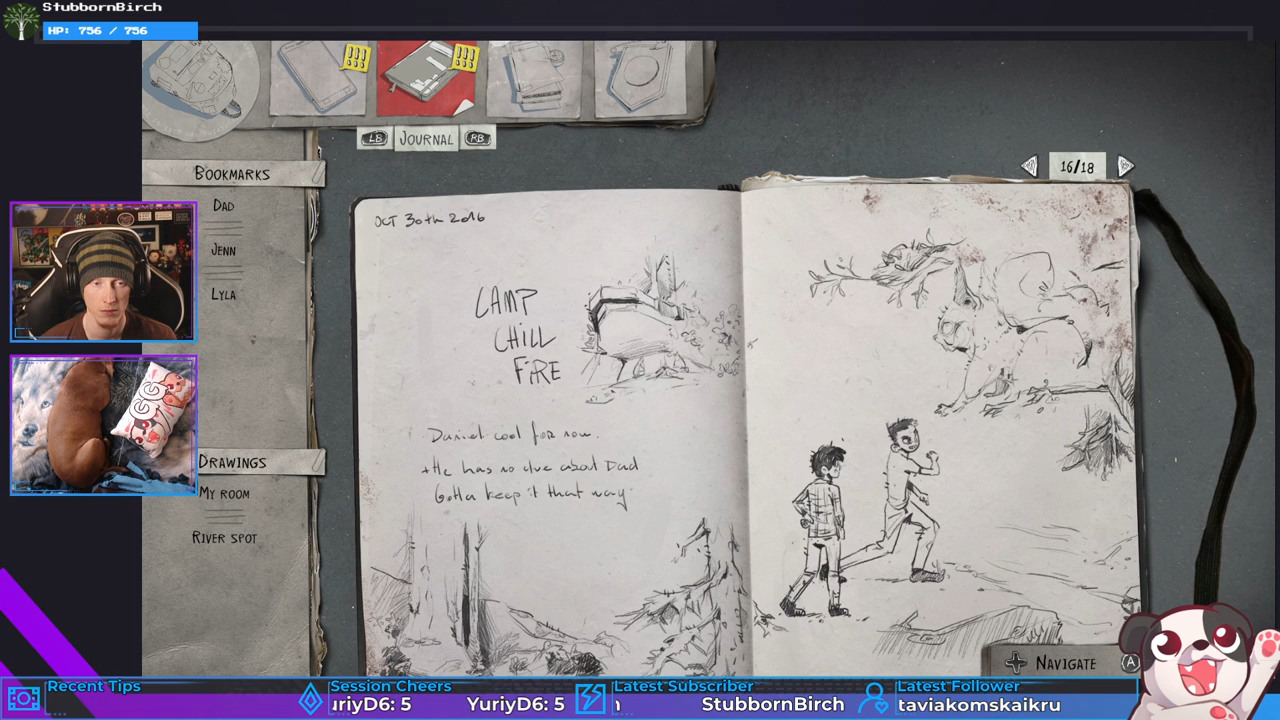 StubbornBirch
HP: 756 / 756
LB JOURNAL RB
BOOKMARKS
DAD
JENN
LYLA
DRAWINGS
MY ROOM
RIVER SPOT
16/18
OCT 30TH 2016
CAMP
CHILL
FIRE
Daniel cool for now.
He has no clue about Dad
Gotta keep it that way
GG
NAVIGATE A
Recent Tips
Session Cheers
uriyD6: 5 YuriyD6: 5
Latest Subscriber
StubbornBirch
Latest Follower
taviakomskaikru